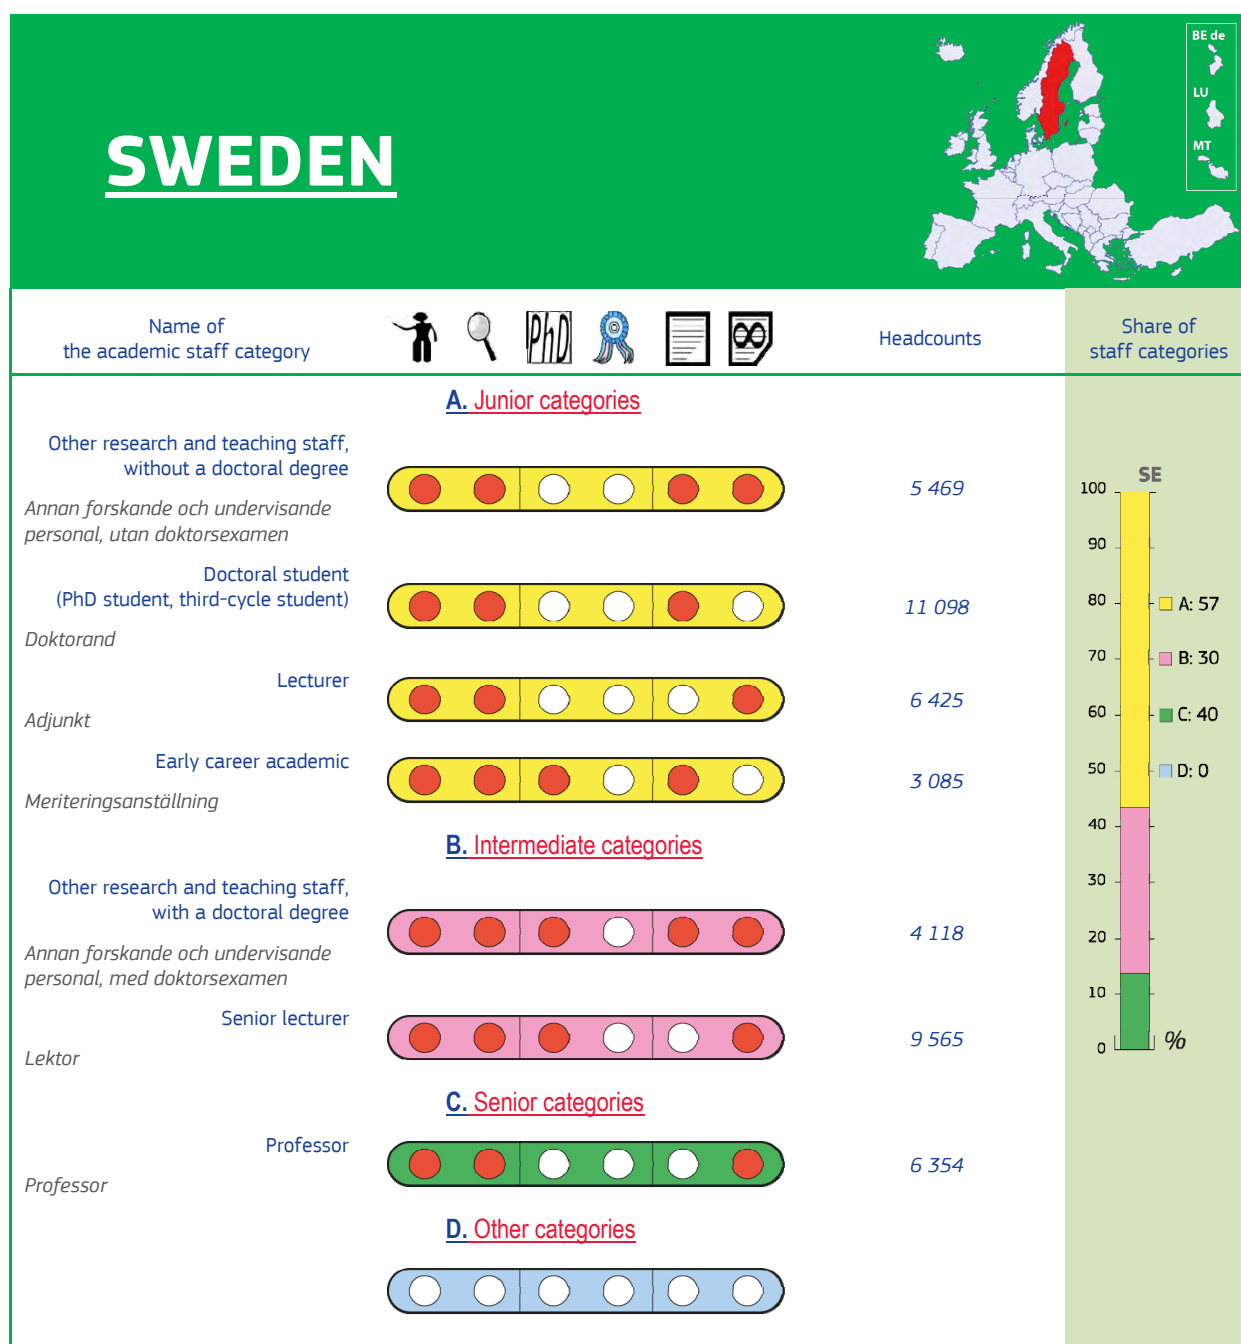 BE de
LU
MT
SWEDEN
Name of
the academic staff category
PhD
∞
Headcounts
Share of
staff categories
A. Junior categories
Other research and teaching staff,
without a doctoral degree
Annan forskande och undervisande
personal, utan doktorsexamen
5 469
Doctoral student
(PhD student, third-cycle student)
Doktorand
11 098
Lecturer
Adjunkt
6 425
Early career academic
Meriteringsanställning
3 085
B. Intermediate categories
Other research and teaching staff,
with a doctoral degree
Annan forskande och undervisande
personal, med doktorsexamen
4 118
Senior lecturer
Lektor
9 565
C. Senior categories
Professor
Professor
6 354
D. Other categories
SE
100
90
80
70
60
50
40
30
20
10
0
%
A: 57
B: 30
C: 40
D: 0